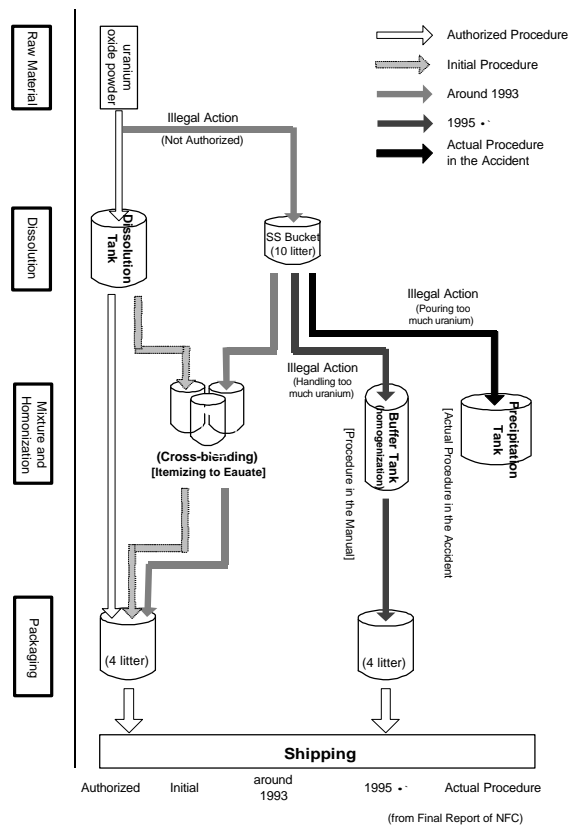 Raw Material
uranium
oxide powder
Authorized Procedure
Initial Procedure
Around 1993
1995 •
Actual Procedure
in the Accident
Illegal Action
(Not Authorized)
Dissolution
Dissolution
Tank
SS Bucket
(10 litter)
Illegal Action
(Pouring too
much uranium)
Illegal Action
(Handling too
much uranium)
Mixture and
Homonization
(Cross-biending)
[Itemizing to Eauate]
[Procedure in the Manual]
Buffer Tank
(homogenization)
[Actual Procedure in the Accident
Precipitation
Tank
Packaging
(4 litter)
(4 litter)
Shipping
Authorized
Initial
around
1993
1995 •
Actual Procedure
(from Final Report of NFC)